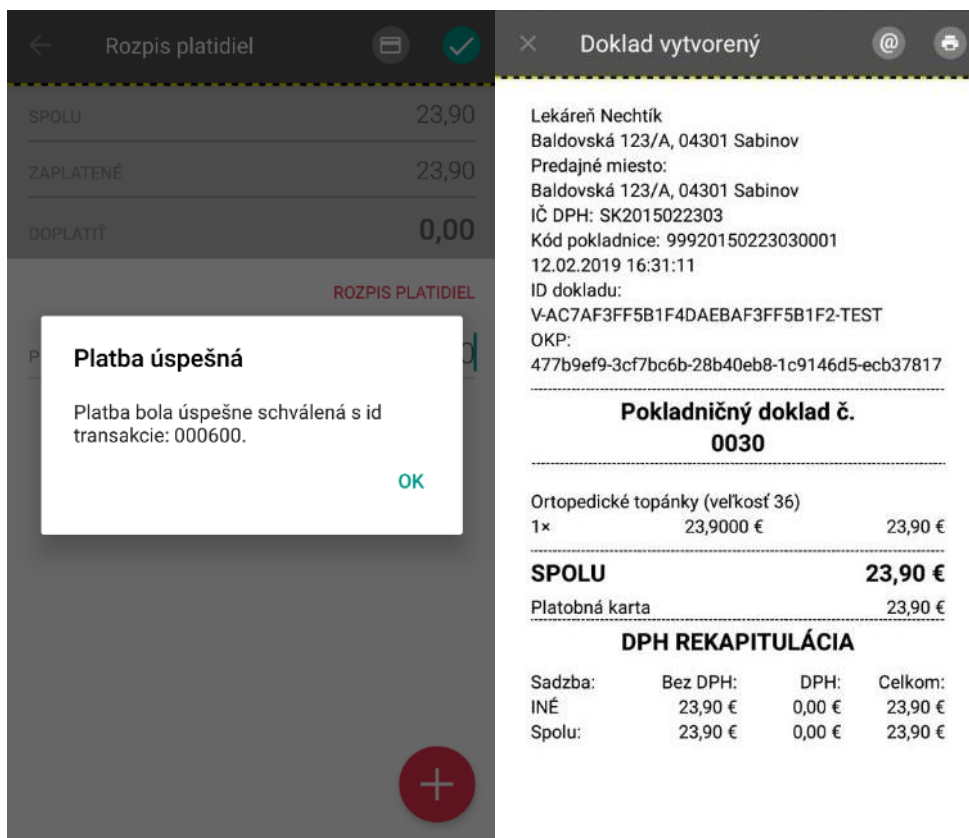 Rozpis platidiel
SPOLU 23,90
ZAPLATENÉ 23,90
DOPLATIŤ 0,00
ROZPIS PLATIDIEL
P 0
Platba úspešná
Platba bola úspešne schválená s id
transakcie: 000600.
OK
Doklad vytvorený @
Lekáreň Nechtík
Baldovská 123/A, 04301 Sabinov
Predajné miesto:
Baldovská 123/A, 04301 Sabinov
IČ DPH: SK2015022303
Kód pokladnice: 99920150223030001
12.02.2019 16:31:11
ID dokladu:
V-AC7AF3FF5B1F4DAEBAF3FF5B1F2-TEST
OKP:
477b9ef9-3cf7bc6b-28b40eb8-1c9146d5-ecb37817
Pokladničný doklad č.
0030
Ortopedické topánky (veľkosť 36)
1× 23,9000 € 23,90 €
SPOLU 23,90 €
Platobná karta 23,90 €
DPH REKAPITULÁCIA
Sadzba: Bez DPH: DPH: Celkom:
INÉ 23,90 € 0,00 € 23,90 €
Spolu: 23,90 € 0,00 € 23,90 €